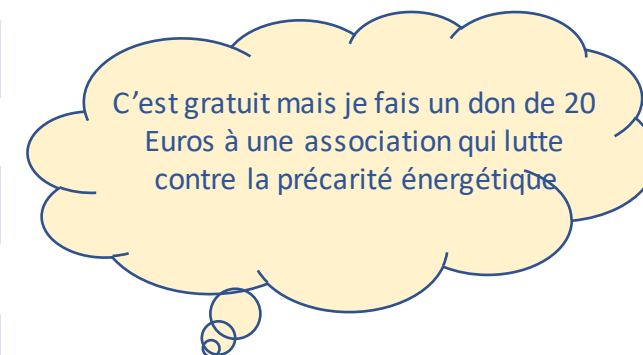 C’est gratuit mais je fais un don de 20
Euros à une association qui lutte
contre la précarité énergétique